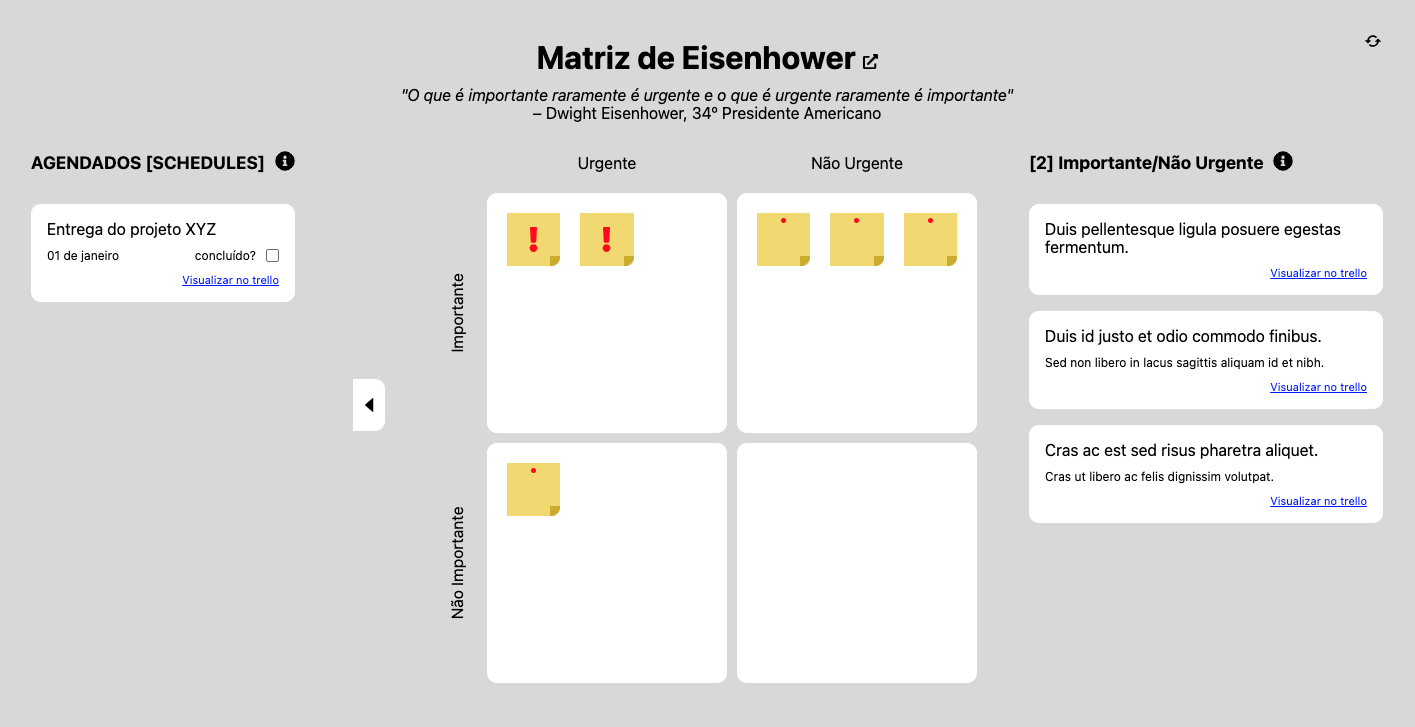 Matriz de Eisenhower
"O que é importante raramente é urgente e o que é urgente raramente é importante"
– Dwight Eisenhower, 34º Presidente Americano
AGENDADOS [SCHEDULES]
Entrega do projeto XYZ
01 de janeiro concluído?
Visualizar no trello
Urgente
Não Urgente
Importante
Não Importante
[2] Importante/Não Urgente
Duis pellentesque ligula posuere egestas
fermentum.
Visualizar no trello
Duis id justo et odio commodo finibus.
Sed non libero in lacus sagittis aliquam id et nibh.
Visualizar no trello
Cras ac est sed risus pharetra aliquet.
Cras ut libero ac felis dignissim volutpat.
Visualizar no trello